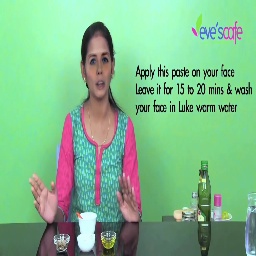 eve'scafe
Apply this paste on your face
Leave it for 15 to 20 mins & wash
your face in Luke warm water